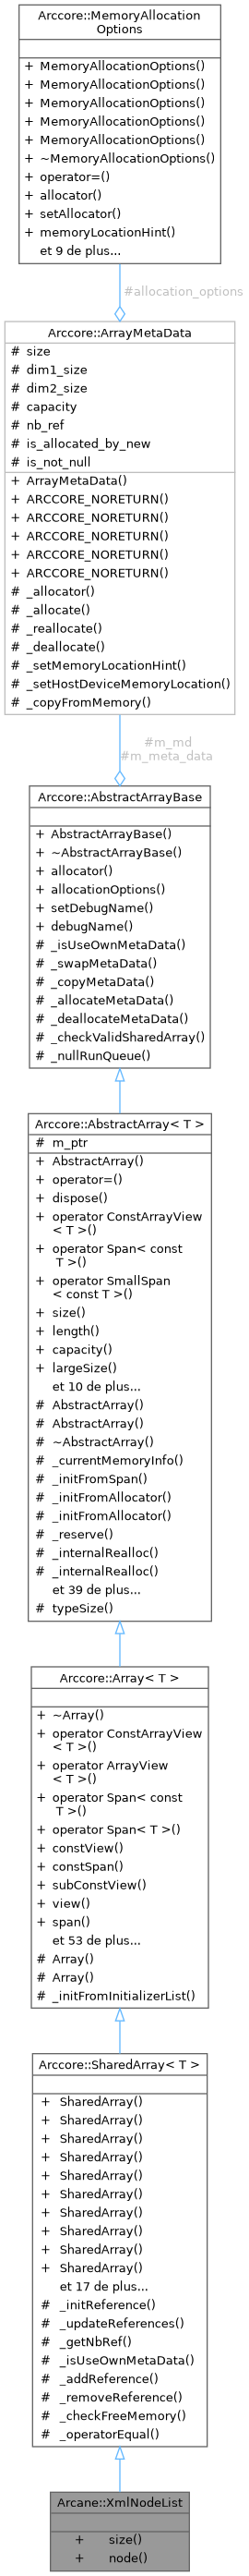 Arccore::MemoryAllocation
Options
+ MemoryAllocationOptions()
+ MemoryAllocationOptions()
+ MemoryAllocationOptions()
+ MemoryAllocationOptions()
+ MemoryAllocationOptions()
+ ~MemoryAllocationOptions()
+ operator=()
+ allocator()
+ setAllocator()
+ memoryLocationHint()
et 9 de plus...
#allocation_options
Arccore::ArrayMetaData
# size
# dim1_size
# dim2_size
# capacity
# nb_ref
# is_allocated_by_new
# is_not_null
+ ArrayMetaData()
+ ARCCORE_NORETURN()
+ ARCCORE_NORETURN()
+ ARCCORE_NORETURN()
+ ARCCORE_NORETURN()
+ ARCCORE_NORETURN()
# _allocator()
# _allocate()
# _reallocate()
# _deallocate()
# _setMemoryLocationHint()
# _setHostDeviceMemoryLocation()
# _copyFromMemory()
#m_md
#m_meta_data
Arccore::AbstractArrayBase
+ AbstractArrayBase()
+ ~AbstractArrayBase()
+ allocator()
+ allocationOptions()
+ setDebugName()
+ debugName()
# _isUseOwnMetaData()
# _swapMetaData()
# _copyMetaData()
# _allocateMetaData()
# _deallocateMetaData()
# _checkValidSharedArray()
# _nullRunQueue()
Arccore::AbstractArray< T >
# m_ptr
+ AbstractArray()
+ operator=()
+ dispose()
+ operator ConstArrayView
< T >()
+ operator Span< const
T >()
+ operator SmallSpan
< const T >()
+ size()
+ length()
+ capacity()
+ largeSize()
et 10 de plus...
# AbstractArray()
# AbstractArray()
# ~AbstractArray()
# _currentMemoryInfo()
# _initFromSpan()
# _initFromAllocator()
# _initFromAllocator()
# _reserve()
# _internalRealloc()
# _internalRealloc()
et 39 de plus...
# typeSize()
Arccore::Array< T >
+ ~Array()
+ operator ConstArrayView
< T >()
+ operator ArrayView
< T >()
+ operator Span< const
T >()
+ operator Span< T >()
+ constView()
+ constSpan()
+ subConstView()
+ view()
+ span()
et 53 de plus...
# Array()
# Array()
# _initFromInitializerList()
Arccore::SharedArray< T >
+ SharedArray()
+ SharedArray()
+ SharedArray()
+ SharedArray()
+ SharedArray()
+ SharedArray()
+ SharedArray()
+ SharedArray()
+ SharedArray()
+ SharedArray()
et 17 de plus...
# _initReference()
# _updateReferences()
# _getNbRef()
# _isUseOwnMetaData()
# _addReference()
# _removeReference()
# _checkFreeMemory()
# _operatorEqual()
Arcane::XmlNodeList
+ size()
+ node()